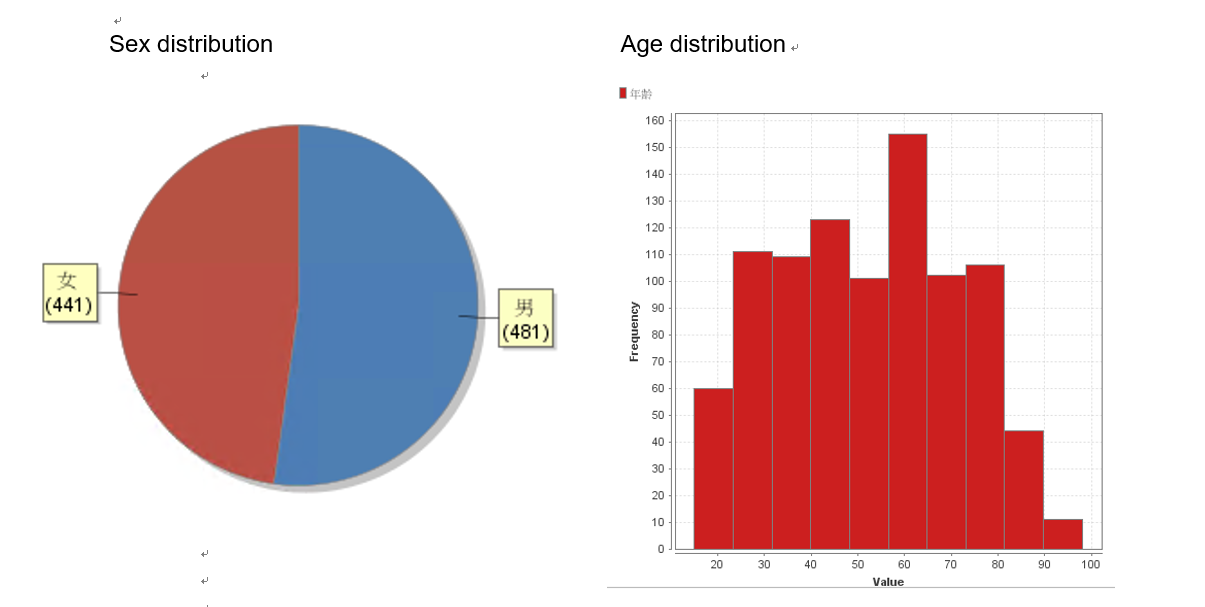 Sex distribution
女
(441)
男
(481)
Age distribution
年龄
160
150
140
130
120
110
100
90
80
70
60
50
40
30
20
10
0
Frequency
20 30 40 50 60 70 80 90 100
Value